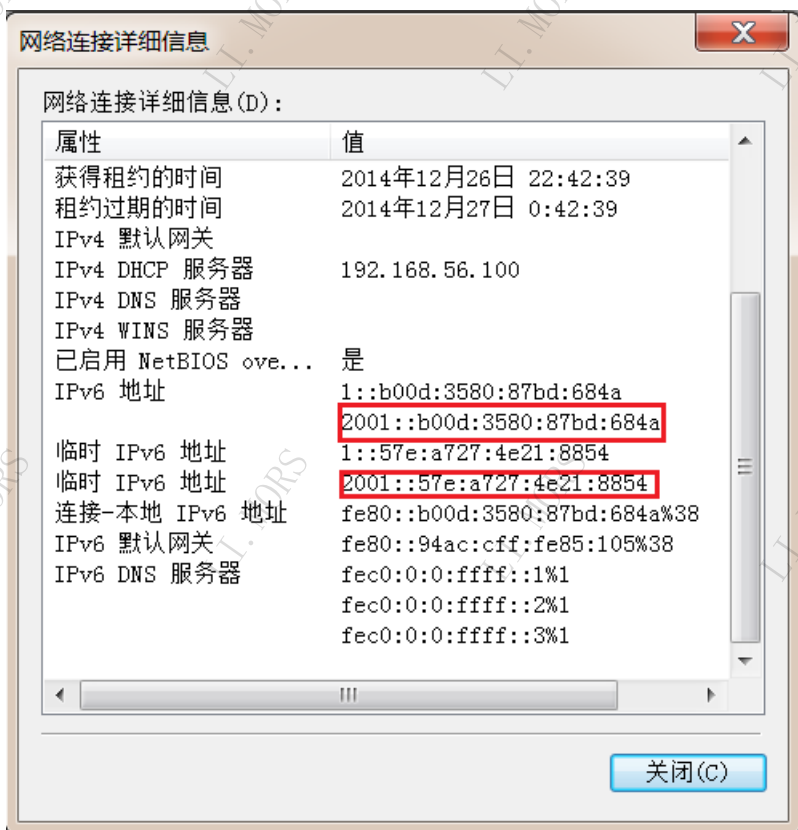 网络连接详细信息
网络连接详细信息(D):
属性 值
获得租约的时间 2014年12月26日 22:42:39
租约过期的时间 2014年12月27日 0:42:39
IPv4 默认网关
IPv4 DHCP 服务器 192.168.56.100
IPv4 DNS 服务器
IPv4 WINS 服务器
已启用 NetBIOS ove... 是
IPv6 地址 1::b00d:3580:87bd:684a
2001::b00d:3580:87bd:684a
临时 IPv6 地址 1::57e:a727:4e21:8854
临时 IPv6 地址 2001::57e:a727:4e21:8854
连接-本地 IPv6 地址 fe80::b00d:3580:87bd:684a%38
IPv6 默认网关 fe80::94ac:cff:fe85:105%38
IPv6 DNS 服务器 fec0:0:0:ffff::1%1
fec0:0:0:ffff::2%1
fec0:0:0:ffff::3%1
关闭(C)
LI.MORS